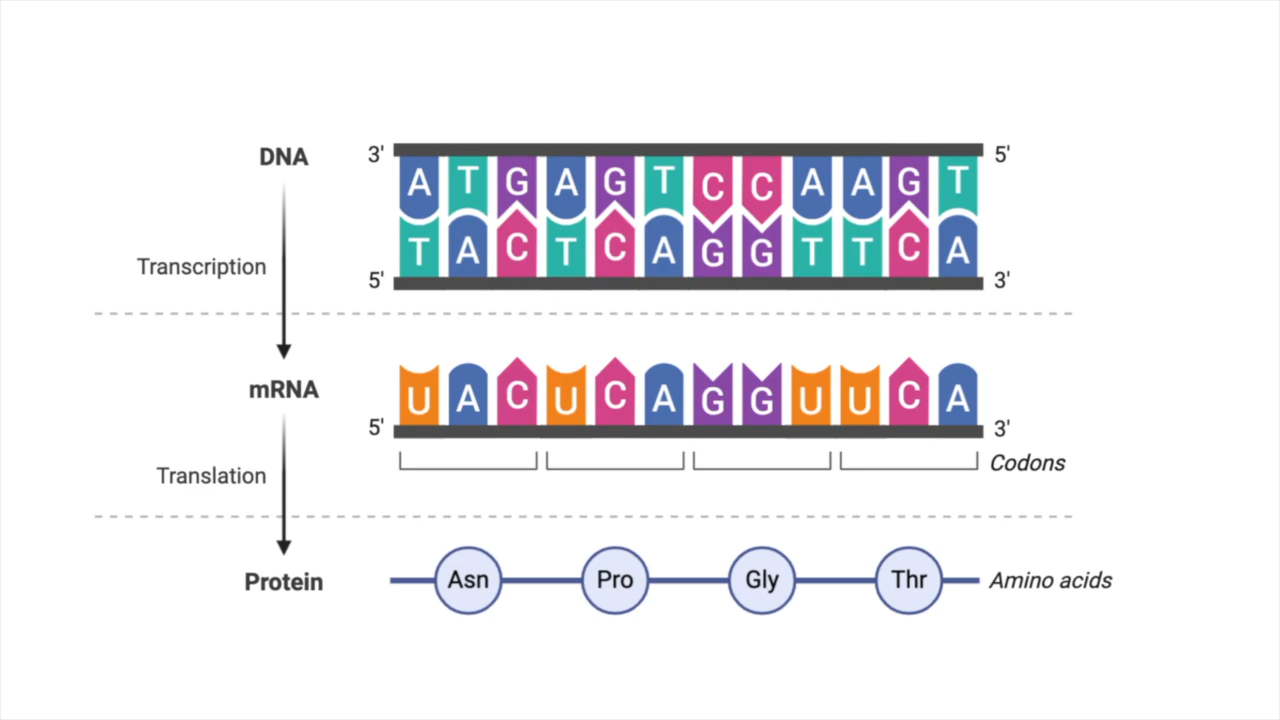 DNA
3' A T G A G T C C A A G T 5'
T A C T C A G G T T C A
5' 3'
Transcription
mRNA
U A C U C A G G U U C A
5' 3'
Codons
Translation
Protein
Asn Pro Gly Thr Amino acids